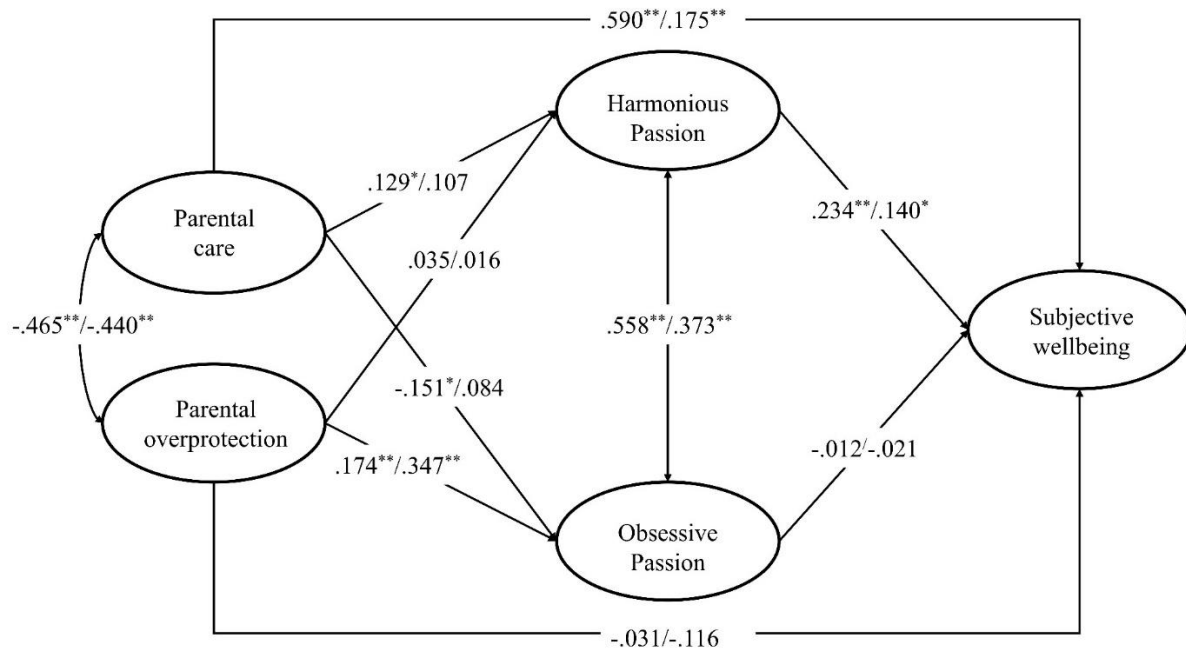 .590**/.175**
Harmonious
Passion
.129*/.107
.234**/.140*
Parental
care
.035/.016
-.465**/-.440**
.558**/.373**
Subjective
wellbeing
-.151*/.084
Parental
overprotection
.174**/.347**
-.012/-.021
Obsessive
Passion
-.031/-.116